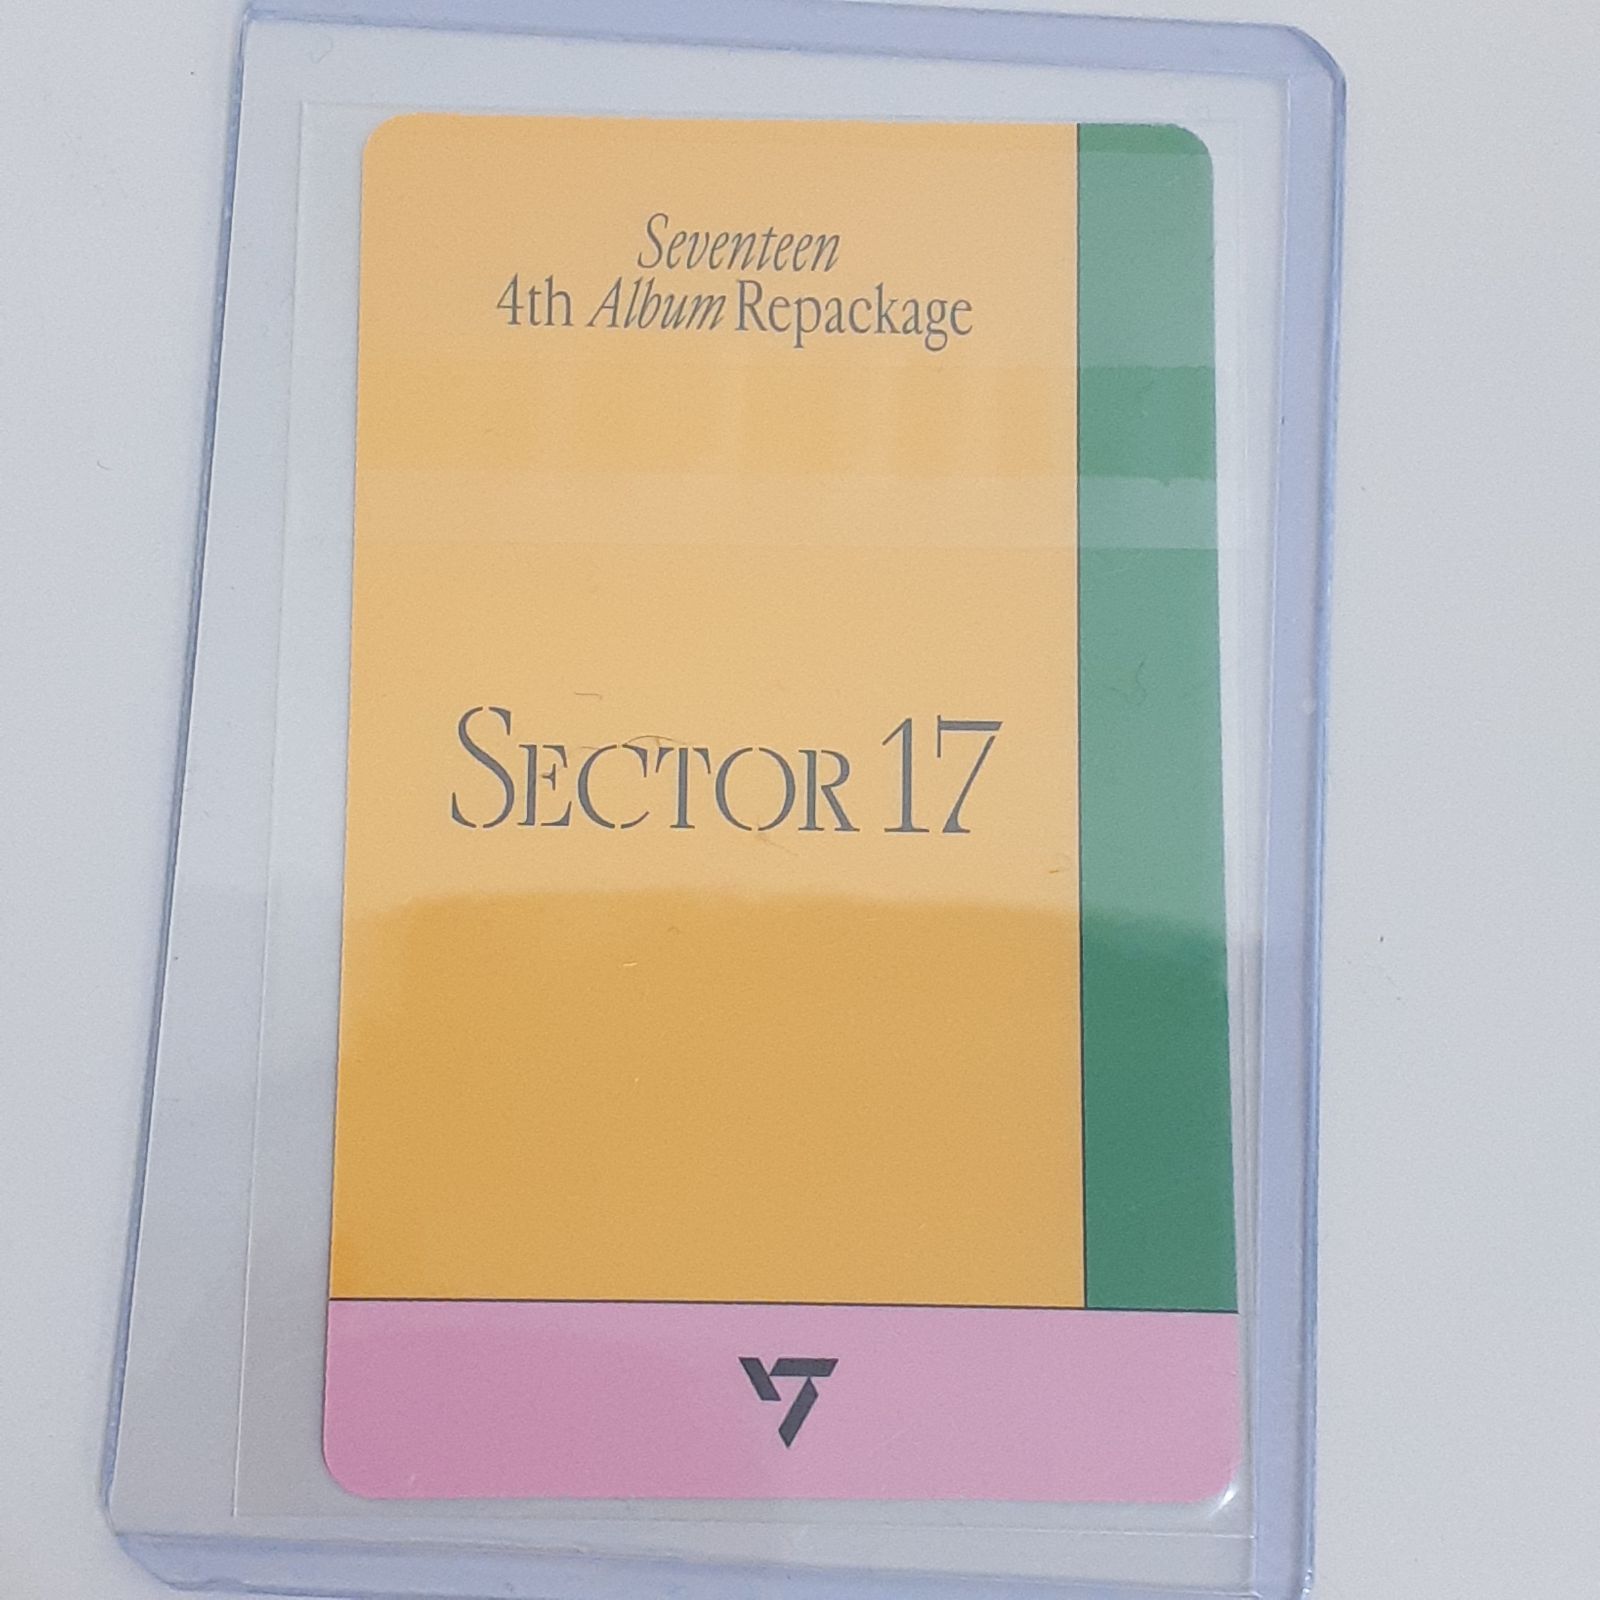 Seventeen
4th Album Repackage
SECTOR 17